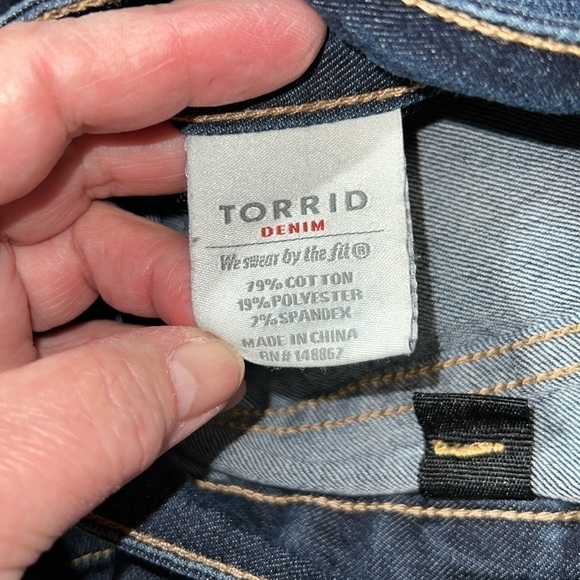 TORRID
DENIM
We swear by the fit®
79% COTTON
19% POLYESTER
2% SPANDEX
MADE IN CHINA
RN# 148862